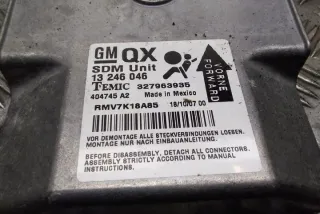 GM QX
SDM Unit
13 246 046
TEMIC 327963935
404745 A2 Made in Mexico
RMV7K18A85 18/10/07 00
VORNE
FORWARD
VOR DEMONTAGE ALLE STECKVERBINDUNGEN LOESEN.
MONTAGE NUR NACH EINBAUANLEITUNG.
BEFORE DISASSEMBLY, DETACH ALL CONNECTORS.
ASSEMBLY STRICTLY ACCORDING TO MANUAL
INSTRUCTIONS.